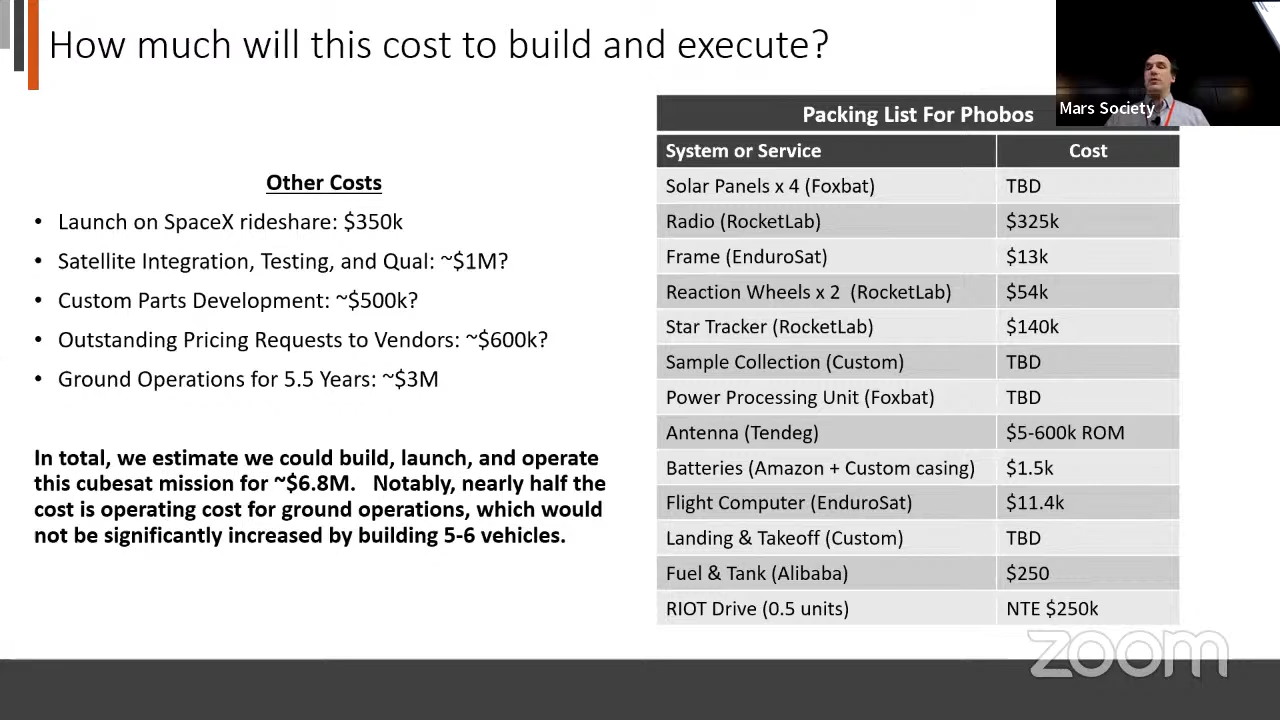 How much will this cost to build and execute?
Mars Society
Other Costs
• Launch on SpaceX rideshare: $350k
• Satellite Integration, Testing, and Qual: ~$1M?
• Custom Parts Development: ~$500k?
• Outstanding Pricing Requests to Vendors: ~$600k?
• Ground Operations for 5.5 Years: ~$3M
In total, we estimate we could build, launch, and operate
this cubesat mission for ~$6.8M. Notably, nearly half the
cost is operating cost for ground operations, which would
not be significantly increased by building 5-6 vehicles.
Packing List For Phobos
System or Service Cost
Solar Panels x 4 (Foxbat) TBD
Radio (RocketLab) $325k
Frame (EnduroSat) $13k
Reaction Wheels x 2 (RocketLab) $54k
Star Tracker (RocketLab) $140k
Sample Collection (Custom) TBD
Power Processing Unit (Foxbat) TBD
Antenna (Tendeg) $5-600k ROM
Batteries (Amazon + Custom casing) $1.5k
Flight Computer (EnduroSat) $11.4k
Landing & Takeoff (Custom) TBD
Fuel & Tank (Alibaba) $250
RIOT Drive (0.5 units) NTE $250k
zoom